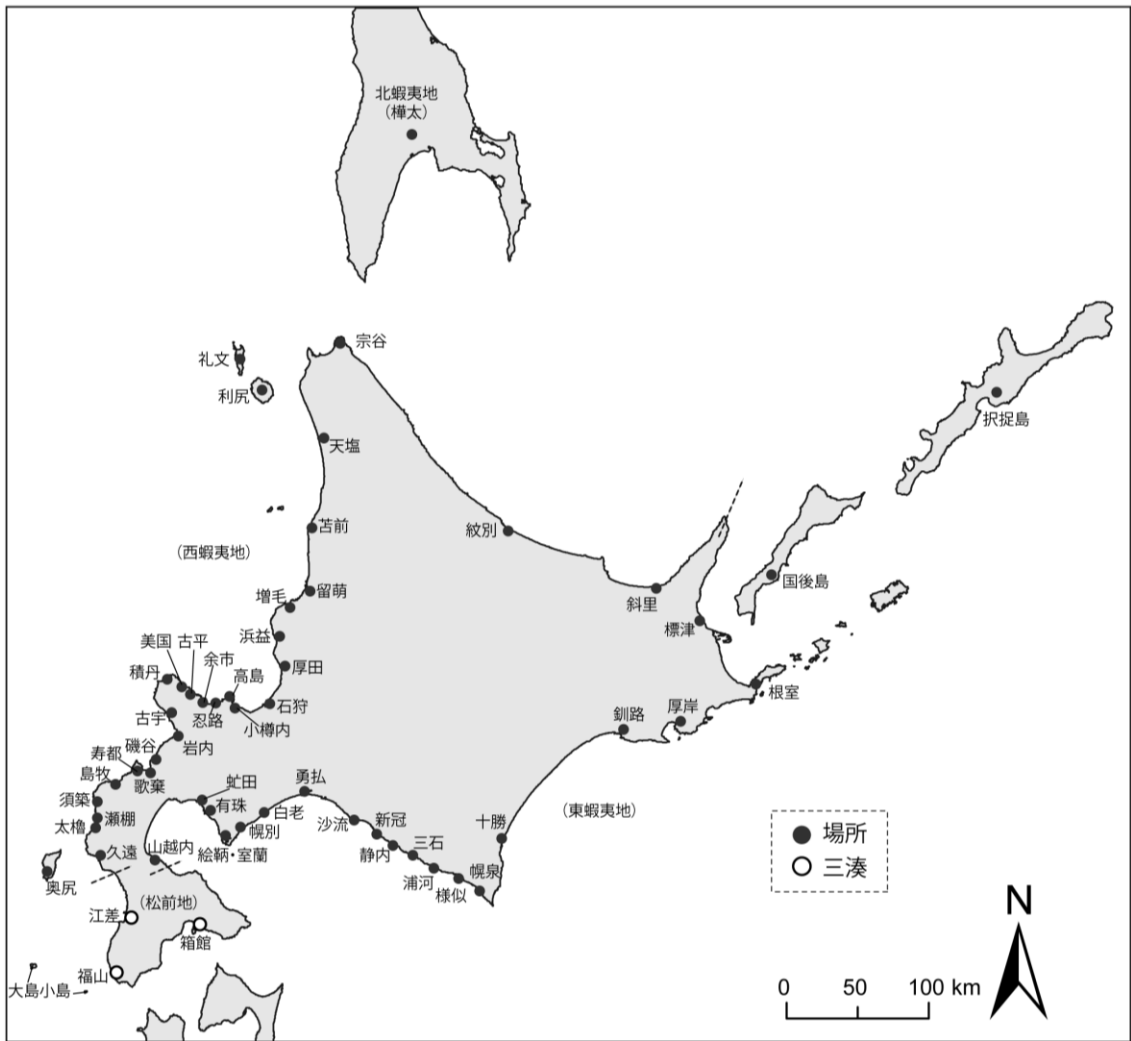 北蝦夷地
（樺太）
宗谷
礼文
利尻
択捉島
天塩
苫前
紋別
（西蝦夷地）
国後島
留萌
増毛
斜里
標津
浜益
美国
古平
余市
高島
厚田
積丹
根室
石狩
忍路
小樽内
古宇
厚岸
釧路
岩内
磯谷
寿都
島牧
歌棄
虻田
勇払
須築
有珠
白老
瀬棚
太櫓
沙流
新冠
十勝
（東蝦夷地）
幌別
静内
三石
山越内
絵鞆・室蘭
久遠
幌泉
浦河
様似
奥尻
（松前地）
江差
箱館
福山
大島小島
場所
三湊
N
0 50 100 km